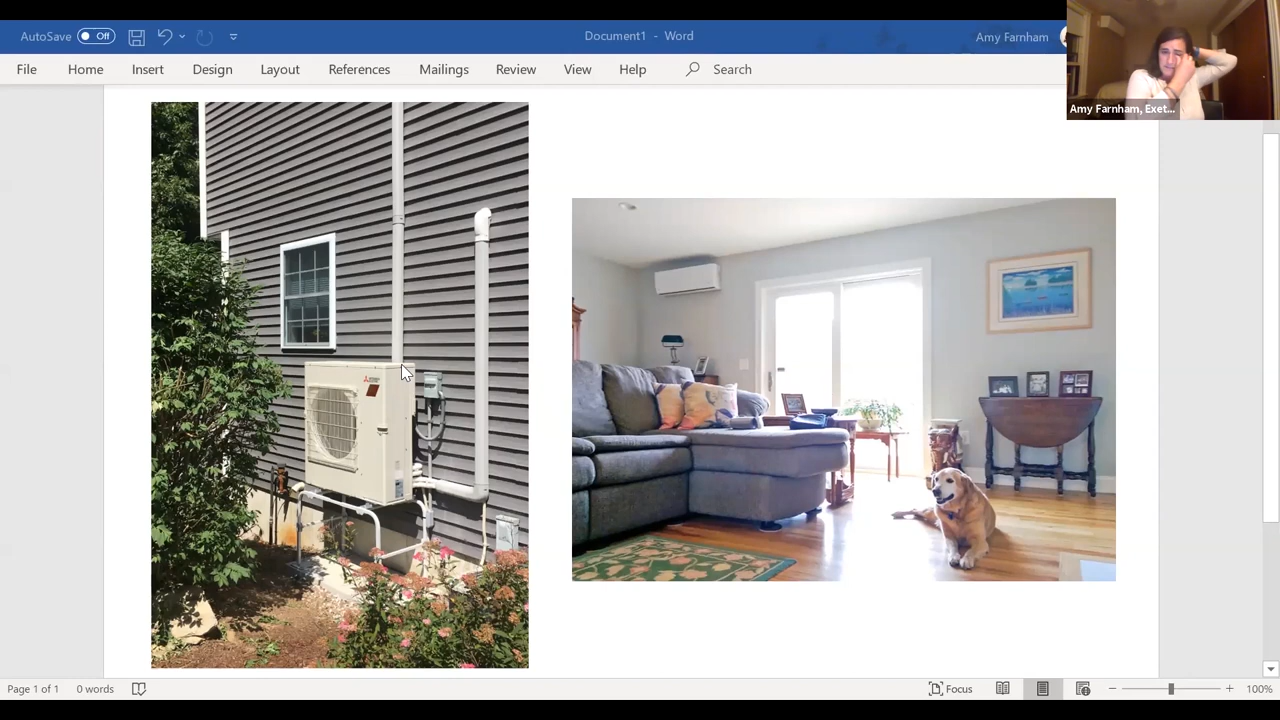 AutoSave Off
Document1 - Word
Amy Farnham
File Home Insert Design Layout References Mailings Review View Help Search
Amy Farnham, Exet...
Page 1 of 1 0 words
Focus
100%